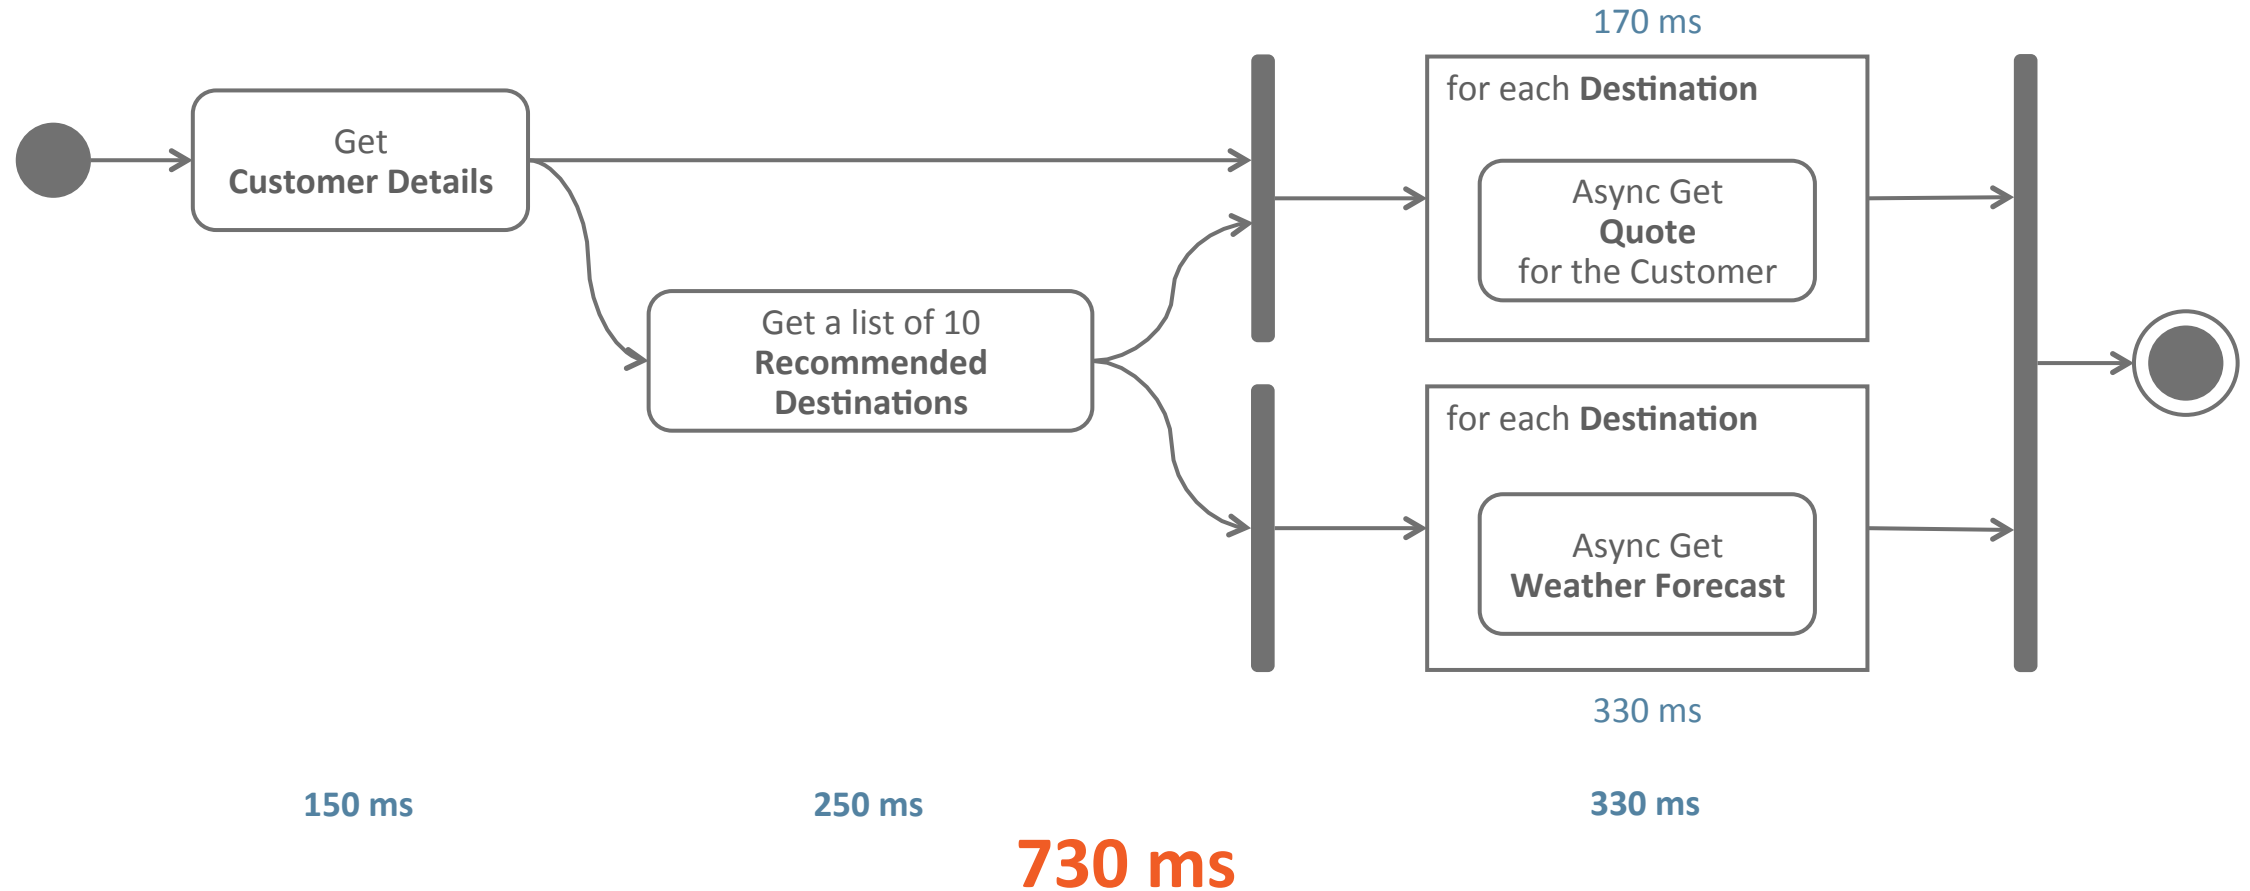 170 ms
for each Destination
Get
Customer Details
Async Get
Quote
for the Customer
Get a list of 10
Recommended
Destinations
for each Destination
Async Get
Weather Forecast
330 ms
150 ms
250 ms
330 ms
730 ms